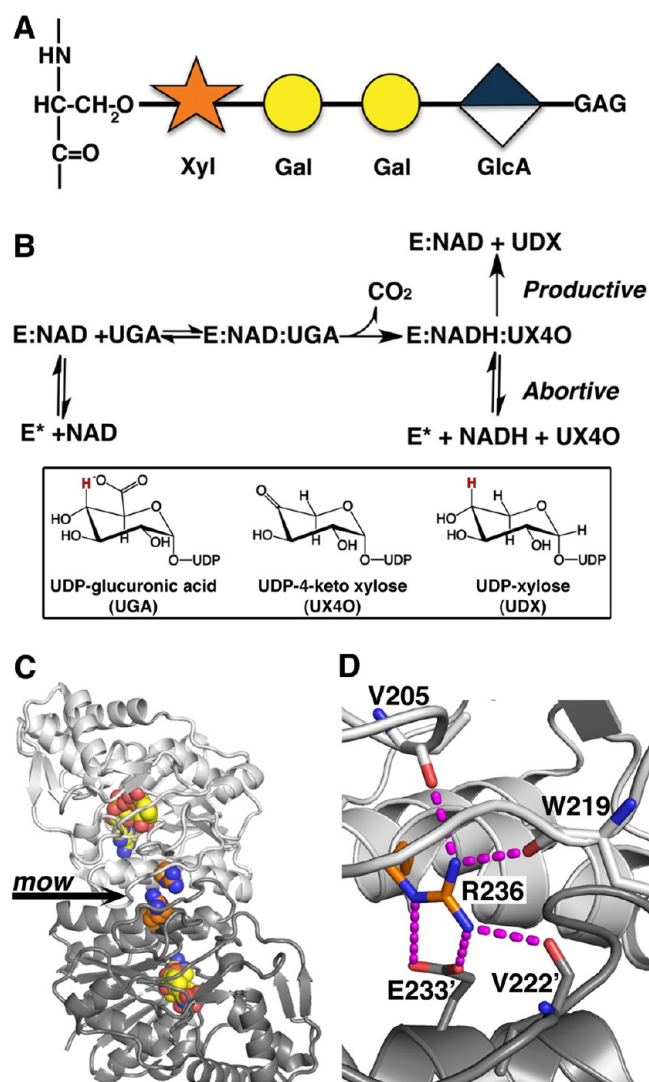 A
HN
HC-CH2O
GAG
C=O
Xyl Gal Gal GlcA
B
E:NAD + UDX
CO2
Productive
E:NAD +UGA E:NAD:UGA E:NADH:UX4O
Abortive
E* +NAD
E* + NADH + UX4O
H -O O
O
HO
HO
H
OH
O-UDP
UDP-glucuronic acid
(UGA)
O
H
O
HO
H
OH
O-UDP
UDP-4-keto xylose
(UX4O)
H
H
O
HO
HO
H
OH
H
O-UDP
UDP-xylose
(UDX)
C
mow
D
V205
W219
R236
E233'
V222'